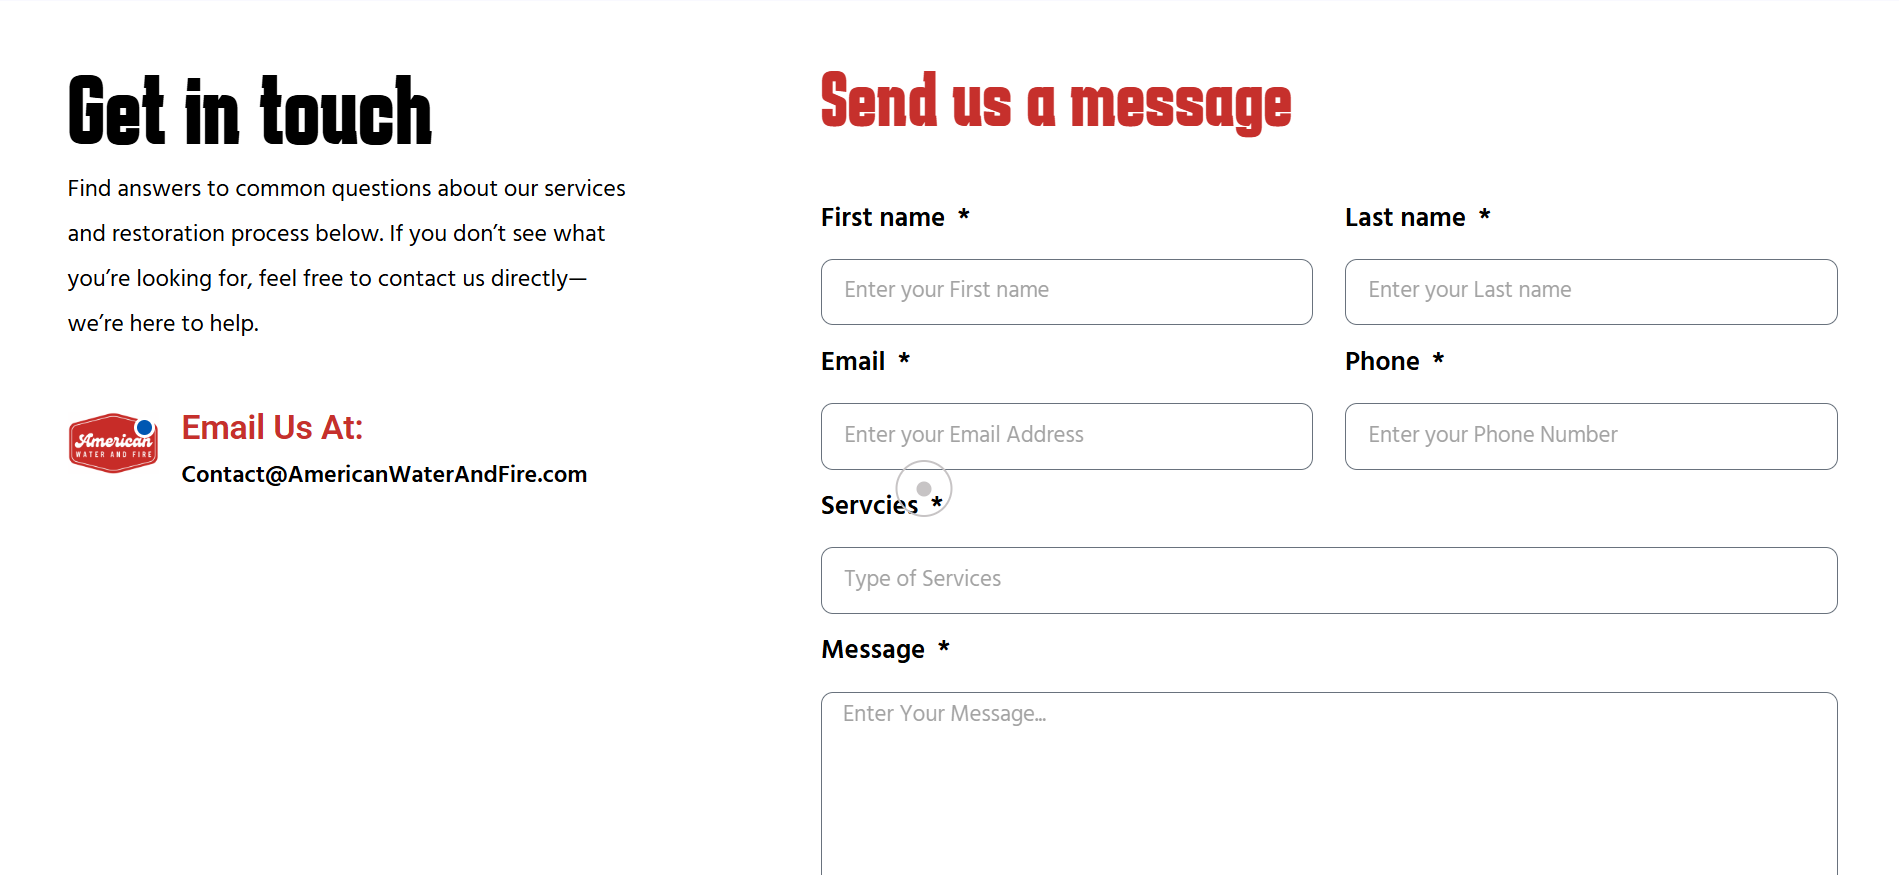 Get in touch
Find answers to common questions about our services
and restoration process below. If you don’t see what
you’re looking for, feel free to contact us directly—
we’re here to help.
American
WATER AND FIRE
Email Us At:
Contact@AmericanWaterAndFire.com
Send us a message
First name *
Last name *
Enter your First name
Enter your Last name
Email *
Phone *
Enter your Email Address
Enter your Phone Number
Servcies *
Type of Services
Message *
Enter Your Message...